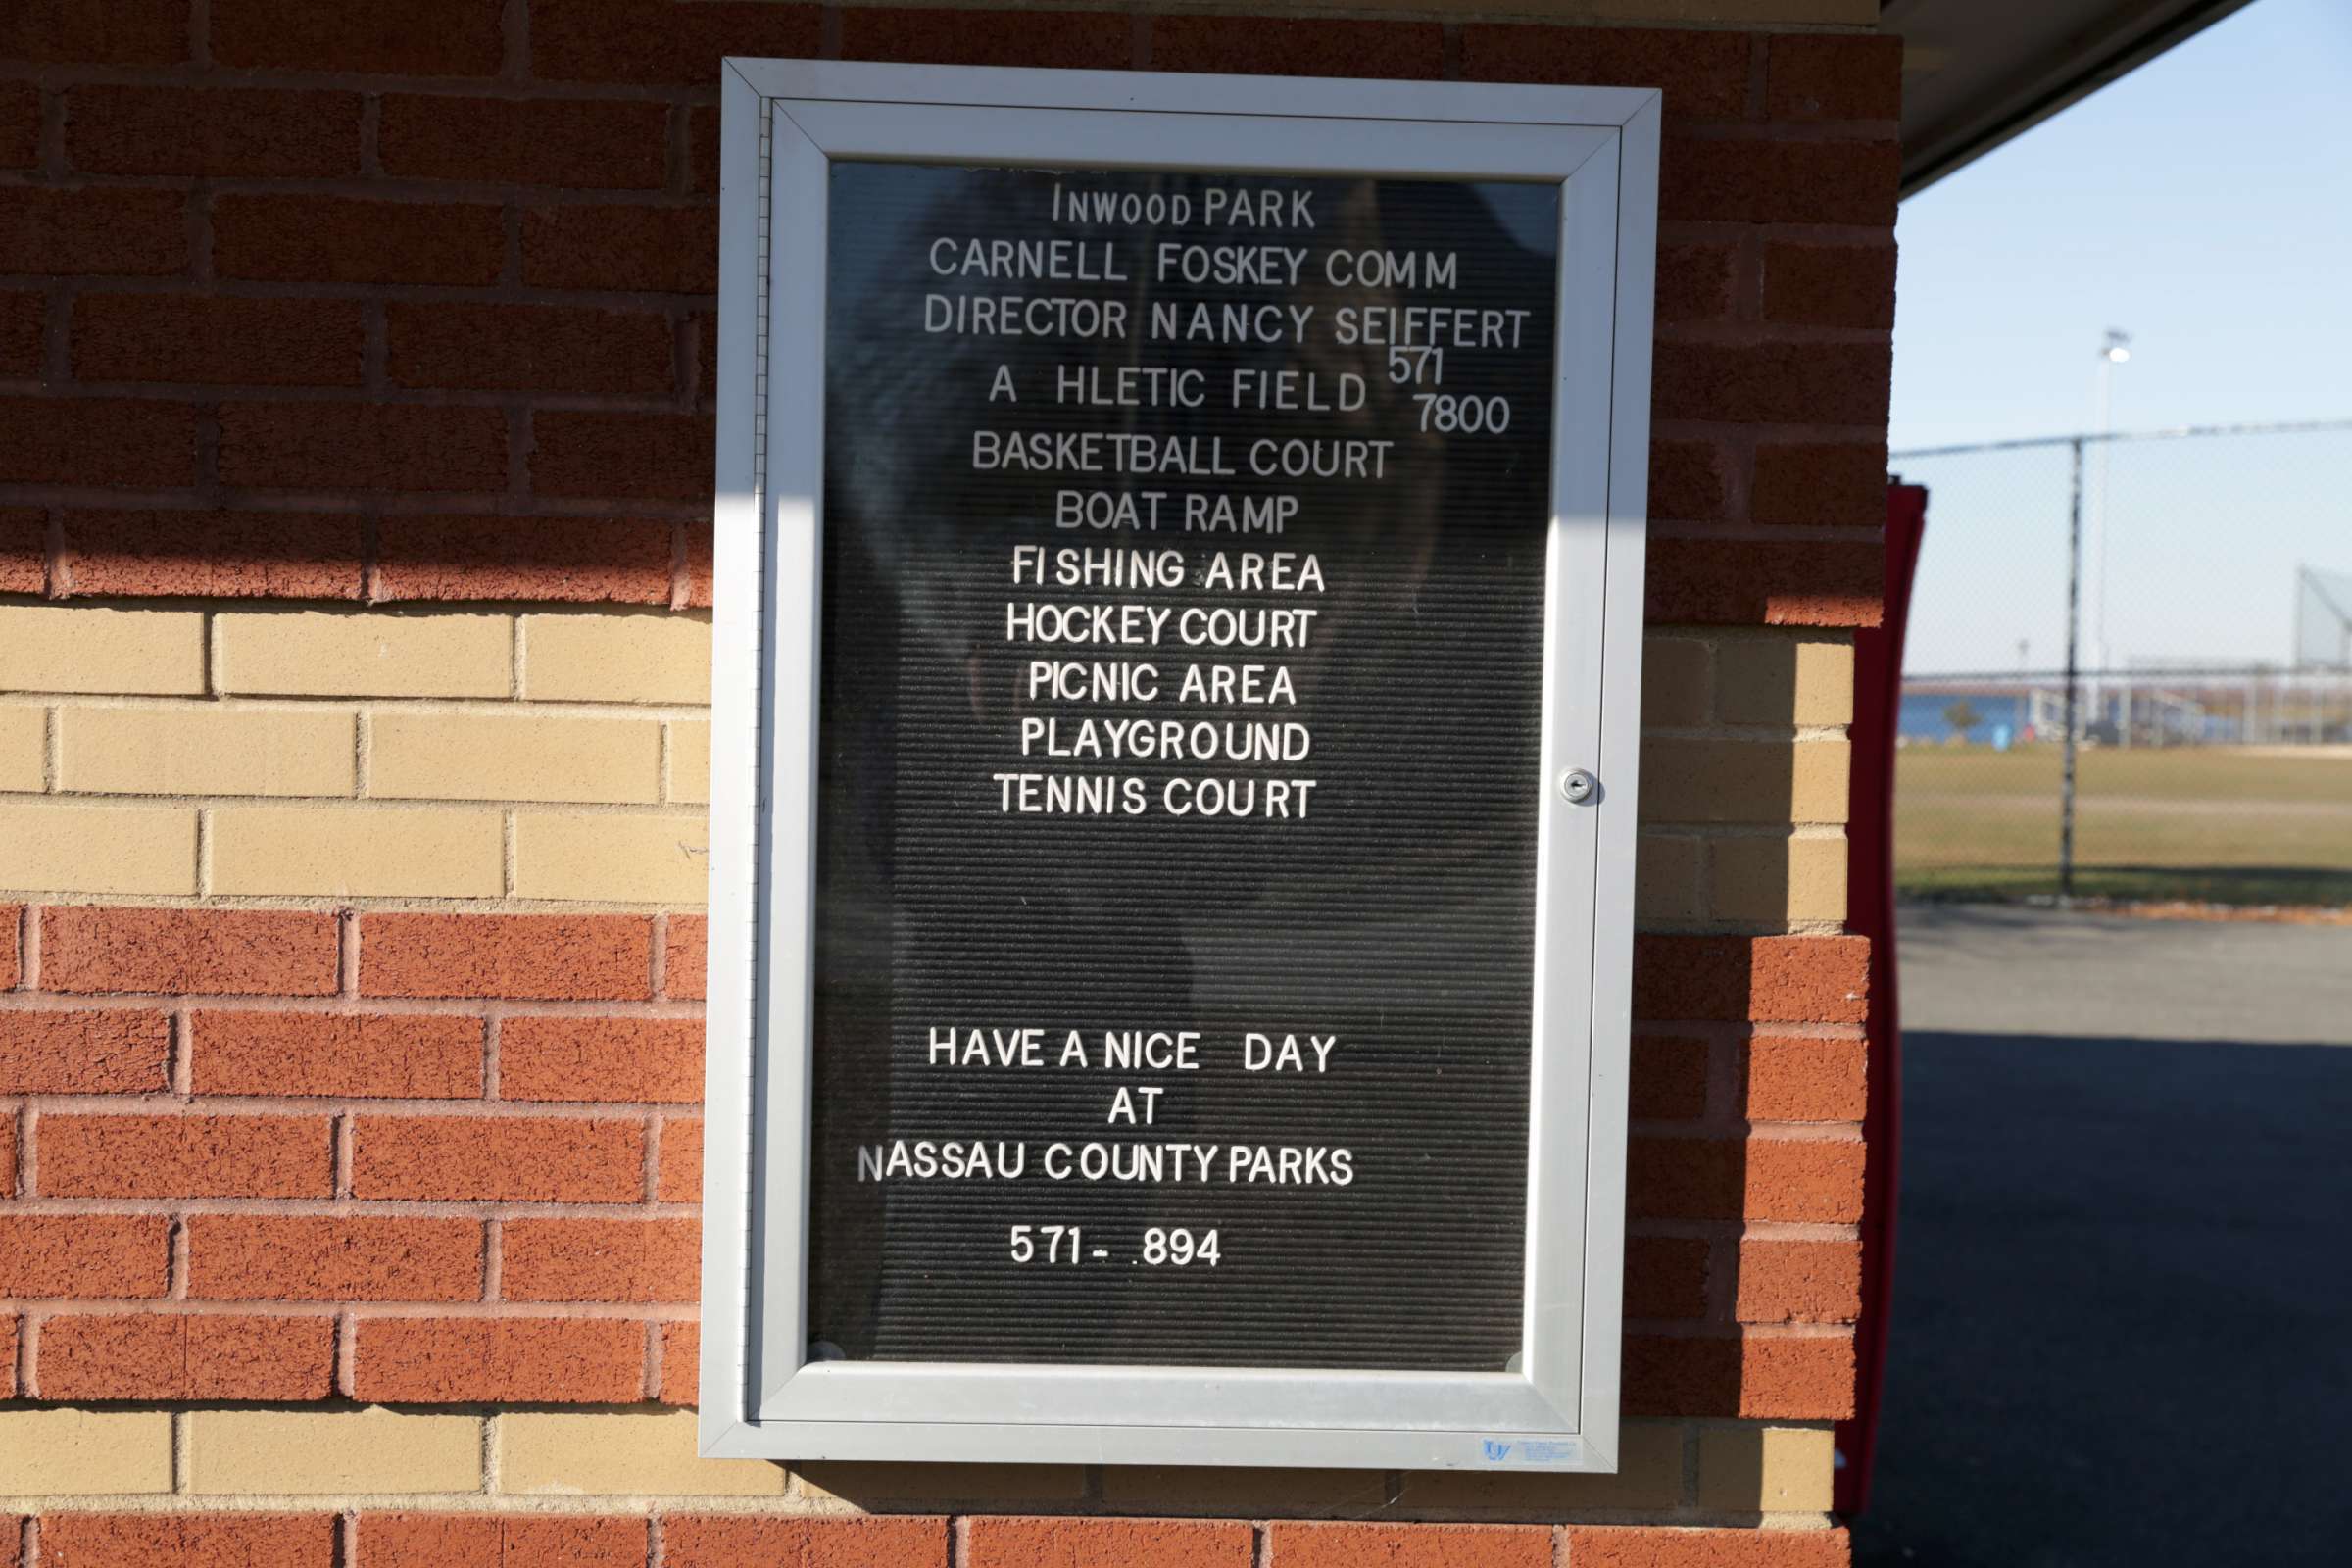 INWOOD PARK
CARNELL FOSKEY COMM
DIRECTOR NANCY SEIFFERT
571
A HLETIC FIELD 7800
BASKETBALL COURT
BOAT RAMP
FISHING AREA
HOCKEY COURT
PICNIC AREA
PLAYGROUND
TENNIS COURT
HAVE A NICE DAY
AT
NASSAU COUNTY PARKS
571- .894